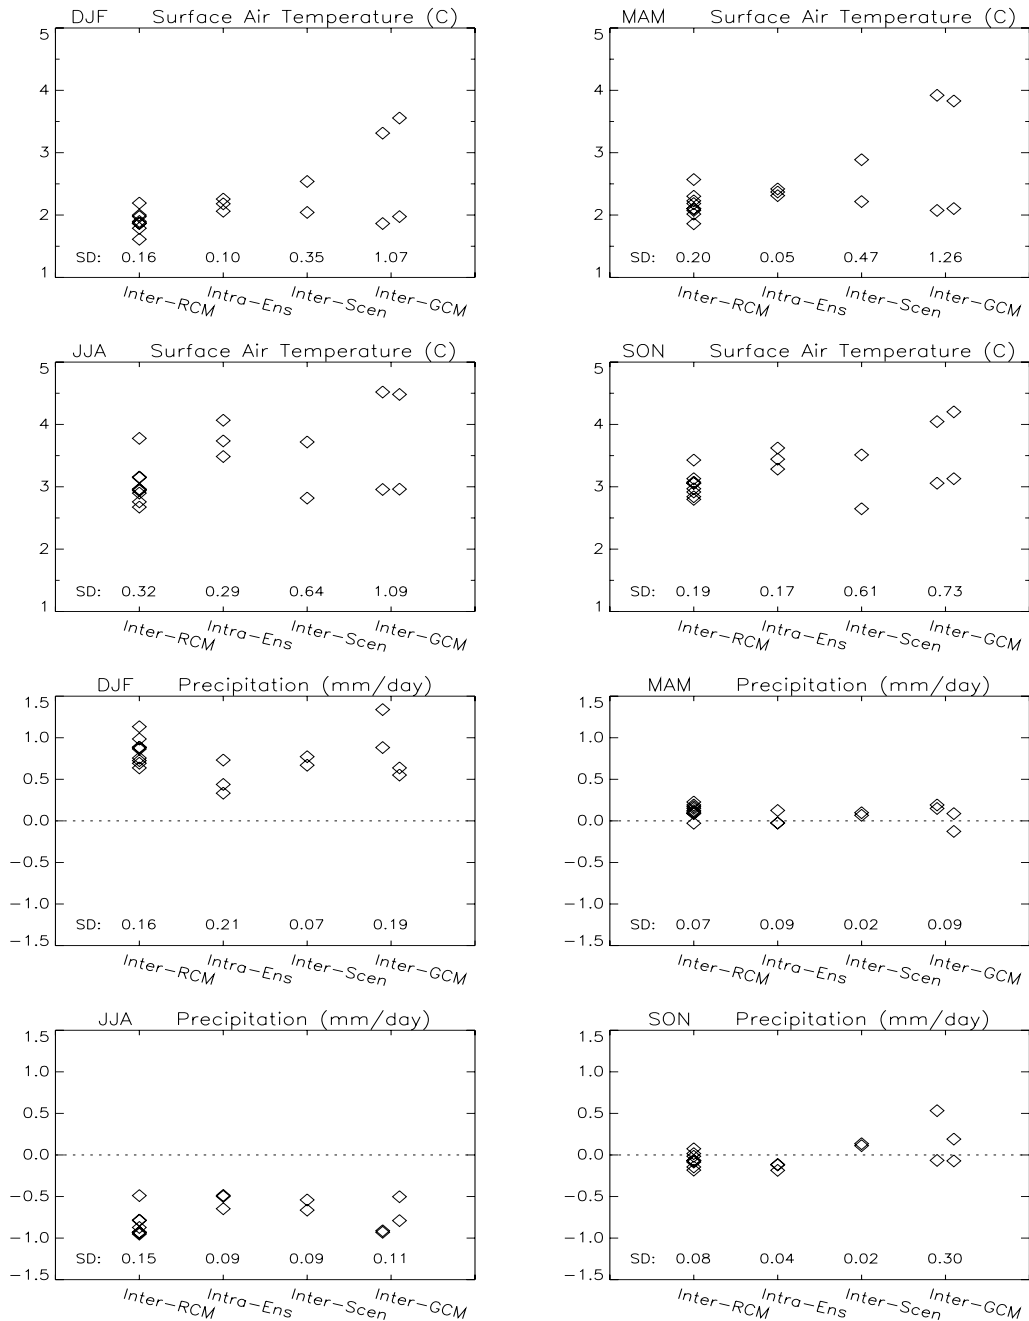 DJF Surface Air Temperature (C)
5
4
3
2
1
SD: 0.16 0.10 0.35 1.07
Inter-RCM Intra-Ens Inter-Scen Inter-GCM
MAM Surface Air Temperature (C)
5
4
3
2
1
SD: 0.20 0.05 0.47 1.26
Inter-RCM Intra-Ens Inter-Scen Inter-GCM
JJA Surface Air Temperature (C)
5
4
3
2
1
SD: 0.32 0.29 0.64 1.09
Inter-RCM Intra-Ens Inter-Scen Inter-GCM
SON Surface Air Temperature (C)
5
4
3
2
1
SD: 0.19 0.17 0.61 0.73
Inter-RCM Intra-Ens Inter-Scen Inter-GCM
DJF Precipitation (mm/day)
1.5
1.0
0.5
0.0
-0.5
-1.0
-1.5
SD: 0.16 0.21 0.07 0.19
Inter-RCM Intra-Ens Inter-Scen Inter-GCM
MAM Precipitation (mm/day)
1.5
1.0
0.5
0.0
-0.5
-1.0
-1.5
SD: 0.07 0.09 0.02 0.09
Inter-RCM Intra-Ens Inter-Scen Inter-GCM
JJA Precipitation (mm/day)
1.5
1.0
0.5
0.0
-0.5
-1.0
-1.5
SD: 0.15 0.09 0.09 0.11
Inter-RCM Intra-Ens Inter-Scen Inter-GCM
SON Precipitation (mm/day)
1.5
1.0
0.5
0.0
-0.5
-1.0
-1.5
SD: 0.08 0.04 0.02 0.30
Inter-RCM Intra-Ens Inter-Scen Inter-GCM